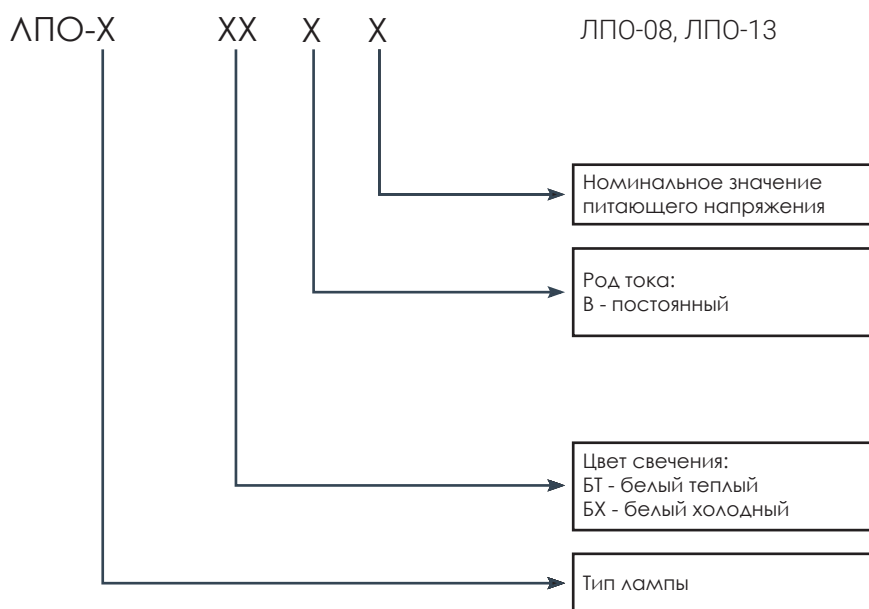 ЛПО-Х ХХ Х Х ЛПО-08, ЛПО-13
Номинальное значение
питающего напряжения
Род тока:
В - постоянный
Цвет свечения:
БТ - белый теплый
БХ - белый холодный
Тип лампы